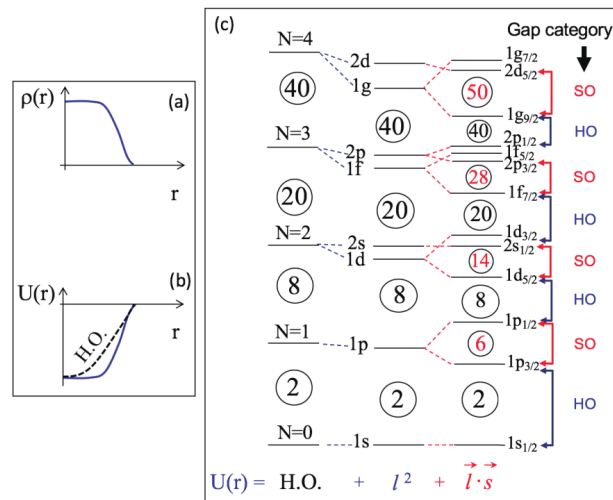 (a)
ρ(r)
r
(b)
U(r)
r
H.O.
(c)
Gap category
N=4
2d
1g
1g7/2
2d5/2
40
50
SO
1g9/2
40
40
HO
2p1/2
N=3
2p
1f
1f5/2
2p3/2
28
SO
1f7/2
20
20
20
HO
1d3/2
N=2
2s
1d
2s1/2
14
SO
1d5/2
8
8
8
HO
1p1/2
N=1
1p
6
SO
1p3/2
2
2
2
HO
N=0
1s
1s1/2
U(r) = H.O. + l² + l⃗·s⃗